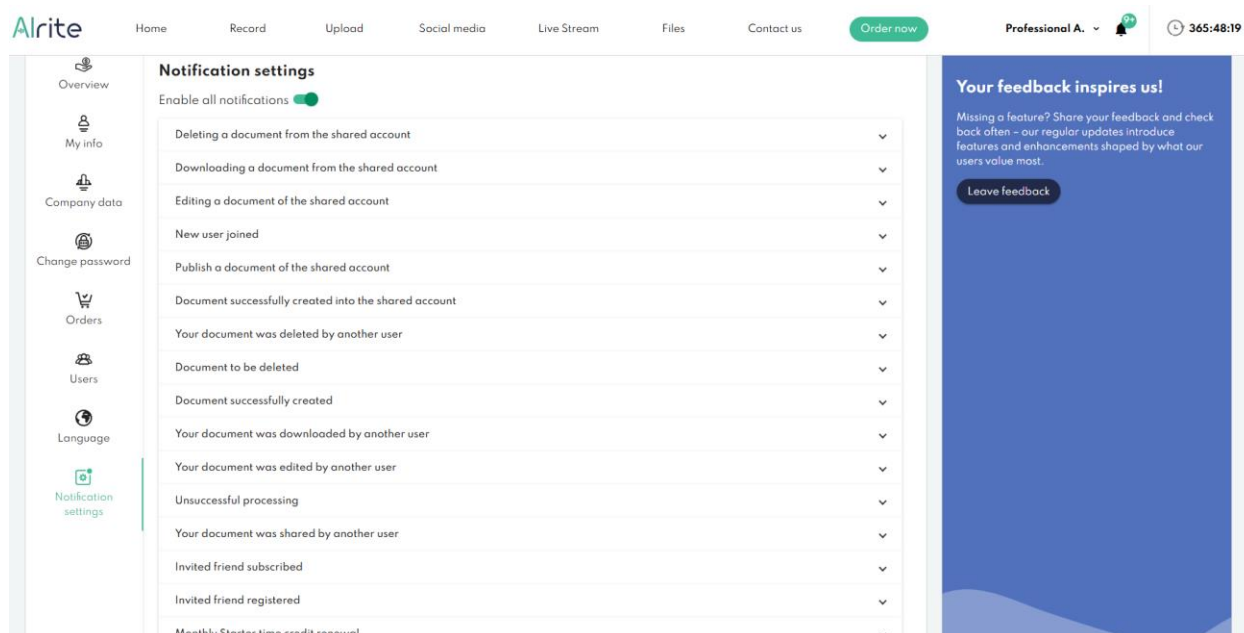 Alrite
Home
Record
Upload
Social media
Live Stream
Files
Contact us
Order now
Professional A.
9+
365:48:19
Overview
My info
Company data
Change password
Orders
Users
Language
Notification
settings
Notification settings
Enable all notifications
Deleting a document from the shared account
Downloading a document from the shared account
Editing a document of the shared account
New user joined
Publish a document of the shared account
Document successfully created into the shared account
Your document was deleted by another user
Document to be deleted
Document successfully created
Your document was downloaded by another user
Your document was edited by another user
Unsuccessful processing
Your document was shared by another user
Invited friend subscribed
Invited friend registered
Monthly Starter time credit renewal
Your feedback inspires us!
Missing a feature? Share your feedback and check
back often – our regular updates introduce
features and enhancements shaped by what our
users value most.
Leave feedback